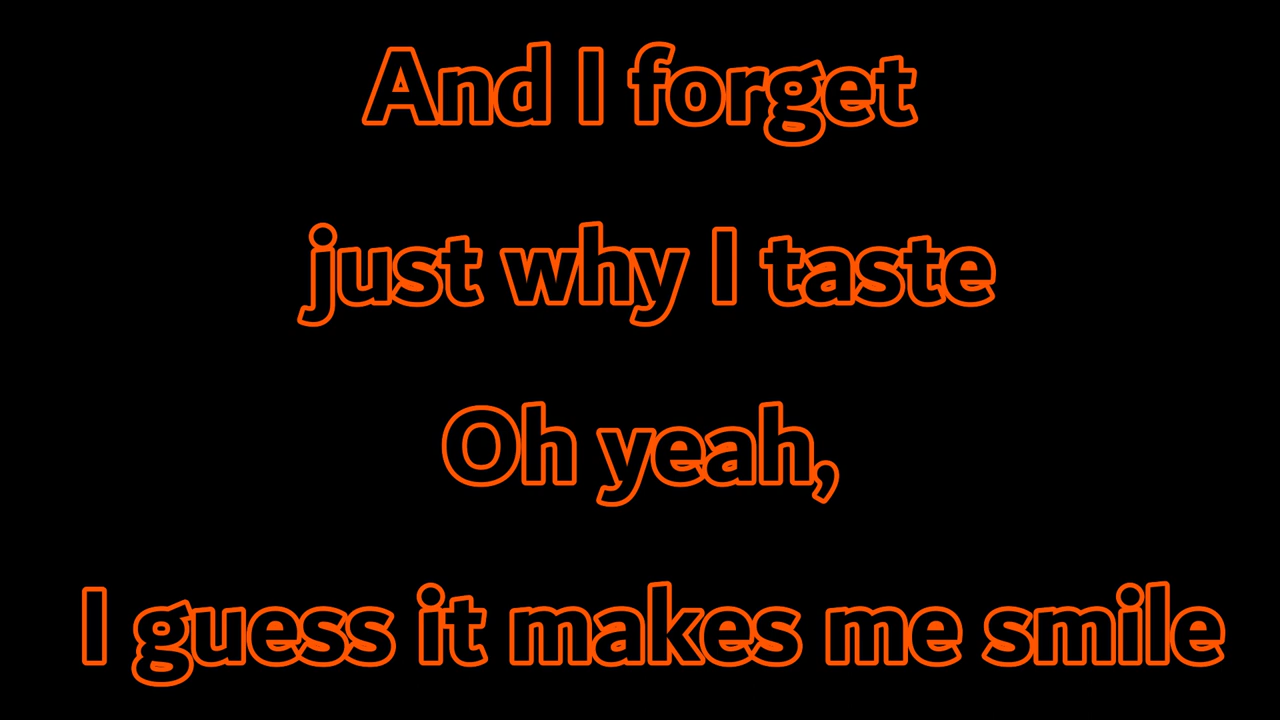 And I forget
just why I taste
Oh yeah,
I guess it makes me smile